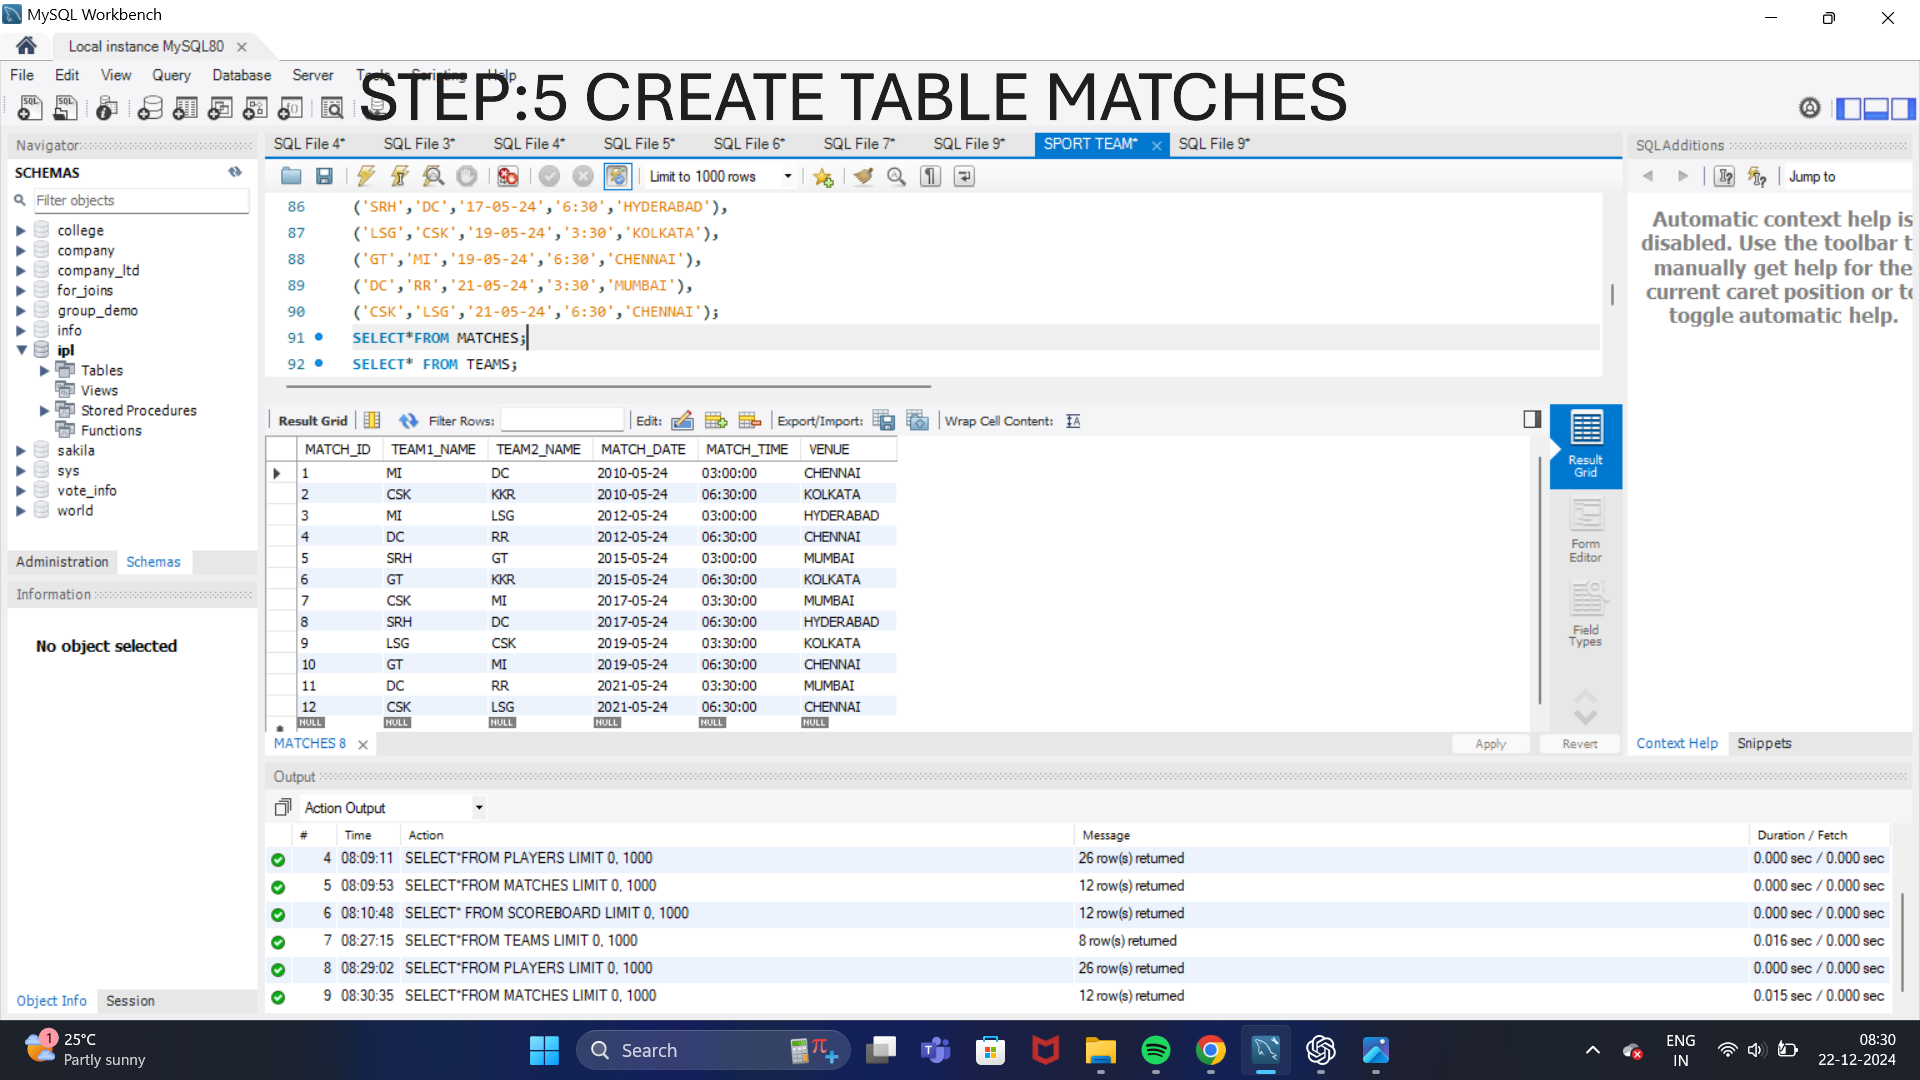 MySQL Workbench
Local instance MySQL80
File Edit View Query Database Server Tools Scripting Help
STEP:5 CREATE TABLE MATCHES
Navigator
SCHEMAS
Filter objects
college
company
company_ltd
for_joins
group_demo
info
ipl
Tables
Views
Stored Procedures
Functions
sakila
sys
vote_info
world
Administration Schemas
Information
No object selected
Object Info Session
SQL File 4* SQL File 3* SQL File 4* SQL File 5* SQL File 6* SQL File 7* SQL File 9* SPORT TEAM* SQL File 9*
Limit to 1000 rows
86 ('SRH','DC','17-05-24','6:30','HYDERABAD'),
87 ('LSG','CSK','19-05-24','3:30','KOLKATA'),
88 ('GT','MI','19-05-24','6:30','CHENNAI'),
89 ('DC','RR','21-05-24','3:30','MUMBAI'),
90 ('CSK','LSG','21-05-24','6:30','CHENNAI');
91 SELECT*FROM MATCHES;
92 SELECT* FROM TEAMS;
Result Grid Filter Rows: Edit: Export/Import: Wrap Cell Content:
MATCH_ID TEAM1_NAME TEAM2_NAME MATCH_DATE MATCH_TIME VENUE
1 MI DC 2010-05-24 03:00:00 CHENNAI
2 CSK KKR 2010-05-24 06:30:00 KOLKATA
3 MI LSG 2012-05-24 03:00:00 HYDERABAD
4 DC RR 2012-05-24 06:30:00 CHENNAI
5 SRH GT 2015-05-24 03:00:00 MUMBAI
6 GT KKR 2015-05-24 06:30:00 KOLKATA
7 CSK MI 2017-05-24 03:30:00 MUMBAI
8 SRH DC 2017-05-24 06:30:00 HYDERABAD
9 LSG CSK 2019-05-24 03:30:00 KOLKATA
10 GT MI 2019-05-24 06:30:00 CHENNAI
11 DC RR 2021-05-24 03:30:00 MUMBAI
12 CSK LSG 2021-05-24 06:30:00 CHENNAI
NULL NULL NULL NULL NULL NULL
Result
Grid
Form
Editor
Field
Types
MATCHES 8
Apply Revert
SQLAdditions
Jump to
Automatic context help is
disabled. Use the toolbar t
manually get help for the
current caret position or to
toggle automatic help.
Context Help Snippets
Output
Action Output
# Time Action Message Duration / Fetch
4 08:09:11 SELECT*FROM PLAYERS LIMIT 0, 1000 26 row(s) returned 0.000 sec / 0.000 sec
5 08:09:53 SELECT*FROM MATCHES LIMIT 0, 1000 12 row(s) returned 0.000 sec / 0.000 sec
6 08:10:48 SELECT* FROM SCOREBOARD LIMIT 0, 1000 12 row(s) returned 0.000 sec / 0.000 sec
7 08:27:15 SELECT*FROM TEAMS LIMIT 0, 1000 8 row(s) returned 0.016 sec / 0.000 sec
8 08:29:02 SELECT*FROM PLAYERS LIMIT 0, 1000 26 row(s) returned 0.000 sec / 0.000 sec
9 08:30:35 SELECT*FROM MATCHES LIMIT 0, 1000 12 row(s) returned 0.015 sec / 0.000 sec
1
25°C
Partly sunny
Search
ENG
IN
08:30
22-12-2024